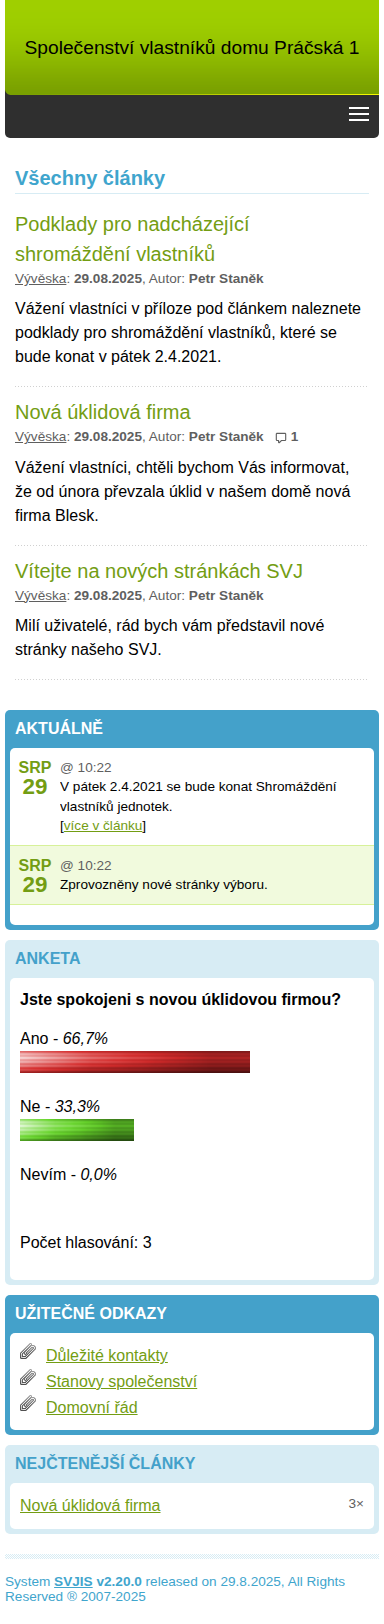 Společenství vlastníků domu Práčská 1
Všechny články
Podklady pro nadcházející
shromáždění vlastníků
Vývěska: 29.08.2025, Autor: Petr Staněk
Vážení vlastníci v příloze pod článkem naleznete
podklady pro shromáždění vlastníků, které se
bude konat v pátek 2.4.2021.
Nová úklidová firma
Vývěska: 29.08.2025, Autor: Petr Staněk 1
Vážení vlastníci, chtěli bychom Vás informovat,
že od února převzala úklid v našem domě nová
firma Blesk.
Vítejte na nových stránkách SVJ
Vývěska: 29.08.2025, Autor: Petr Staněk
Milí uživatelé, rád bych vám představil nové
stránky našeho SVJ.
AKTUÁLNĚ
SRP
29
@ 10:22
V pátek 2.4.2021 se bude konat Shromáždění
vlastníků jednotek.
[více v článku]
SRP
29
@ 10:22
Zprovozněny nové stránky výboru.
ANKETA
Jste spokojeni s novou úklidovou firmou?
Ano - 66,7%
Ne - 33,3%
Nevím - 0,0%
Počet hlasování: 3
UŽITEČNÉ ODKAZY
Důležité kontakty
Stanovy společenství
Domovní řád
NEJČTENĚJŠÍ ČLÁNKY
Nová úklidová firma 3×
System SVJIS v2.20.0 released on 29.8.2025, All Rights
Reserved ® 2007-2025